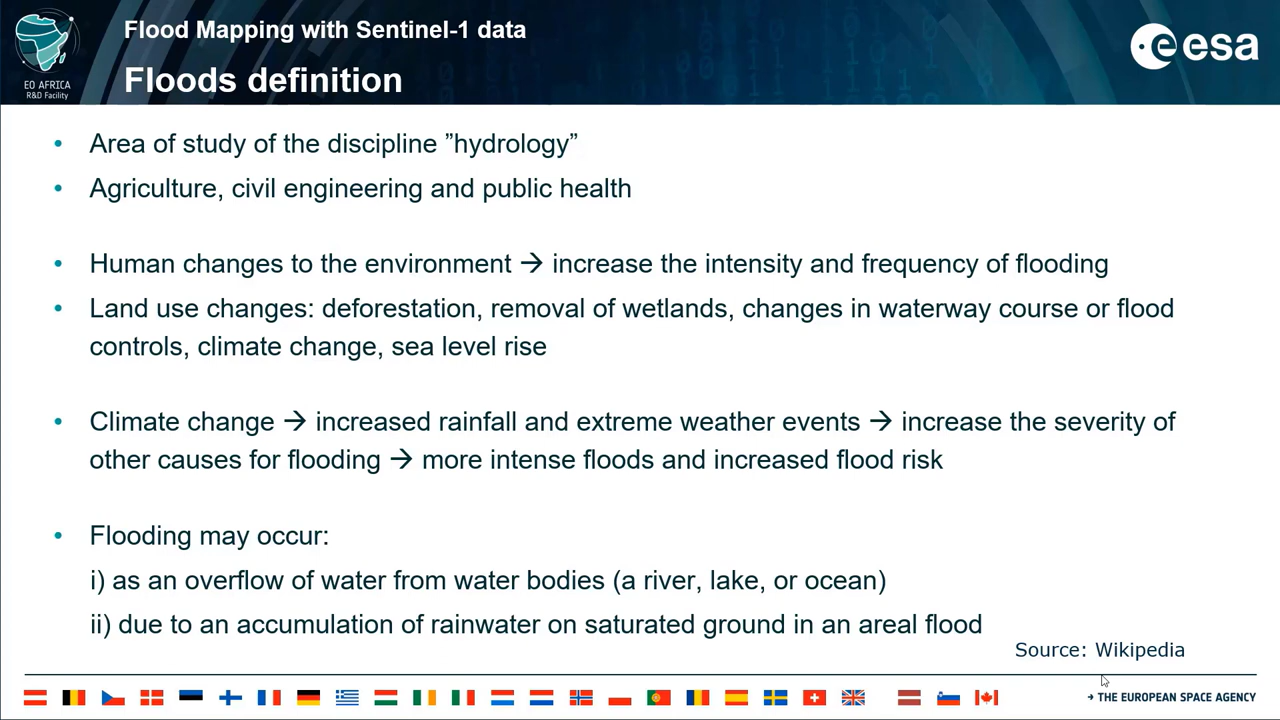 Flood Mapping with Sentinel-1 data
Floods definition
EO AFRICA
R&D Facility
esa
• Area of study of the discipline ”hydrology”
• Agriculture, civil engineering and public health
• Human changes to the environment → increase the intensity and frequency of flooding
• Land use changes: deforestation, removal of wetlands, changes in waterway course or flood
controls, climate change, sea level rise
• Climate change → increased rainfall and extreme weather events → increase the severity of
other causes for flooding → more intense floods and increased flood risk
• Flooding may occur:
i) as an overflow of water from water bodies (a river, lake, or ocean)
ii) due to an accumulation of rainwater on saturated ground in an areal flood
Source: Wikipedia
→ THE EUROPEAN SPACE AGENCY